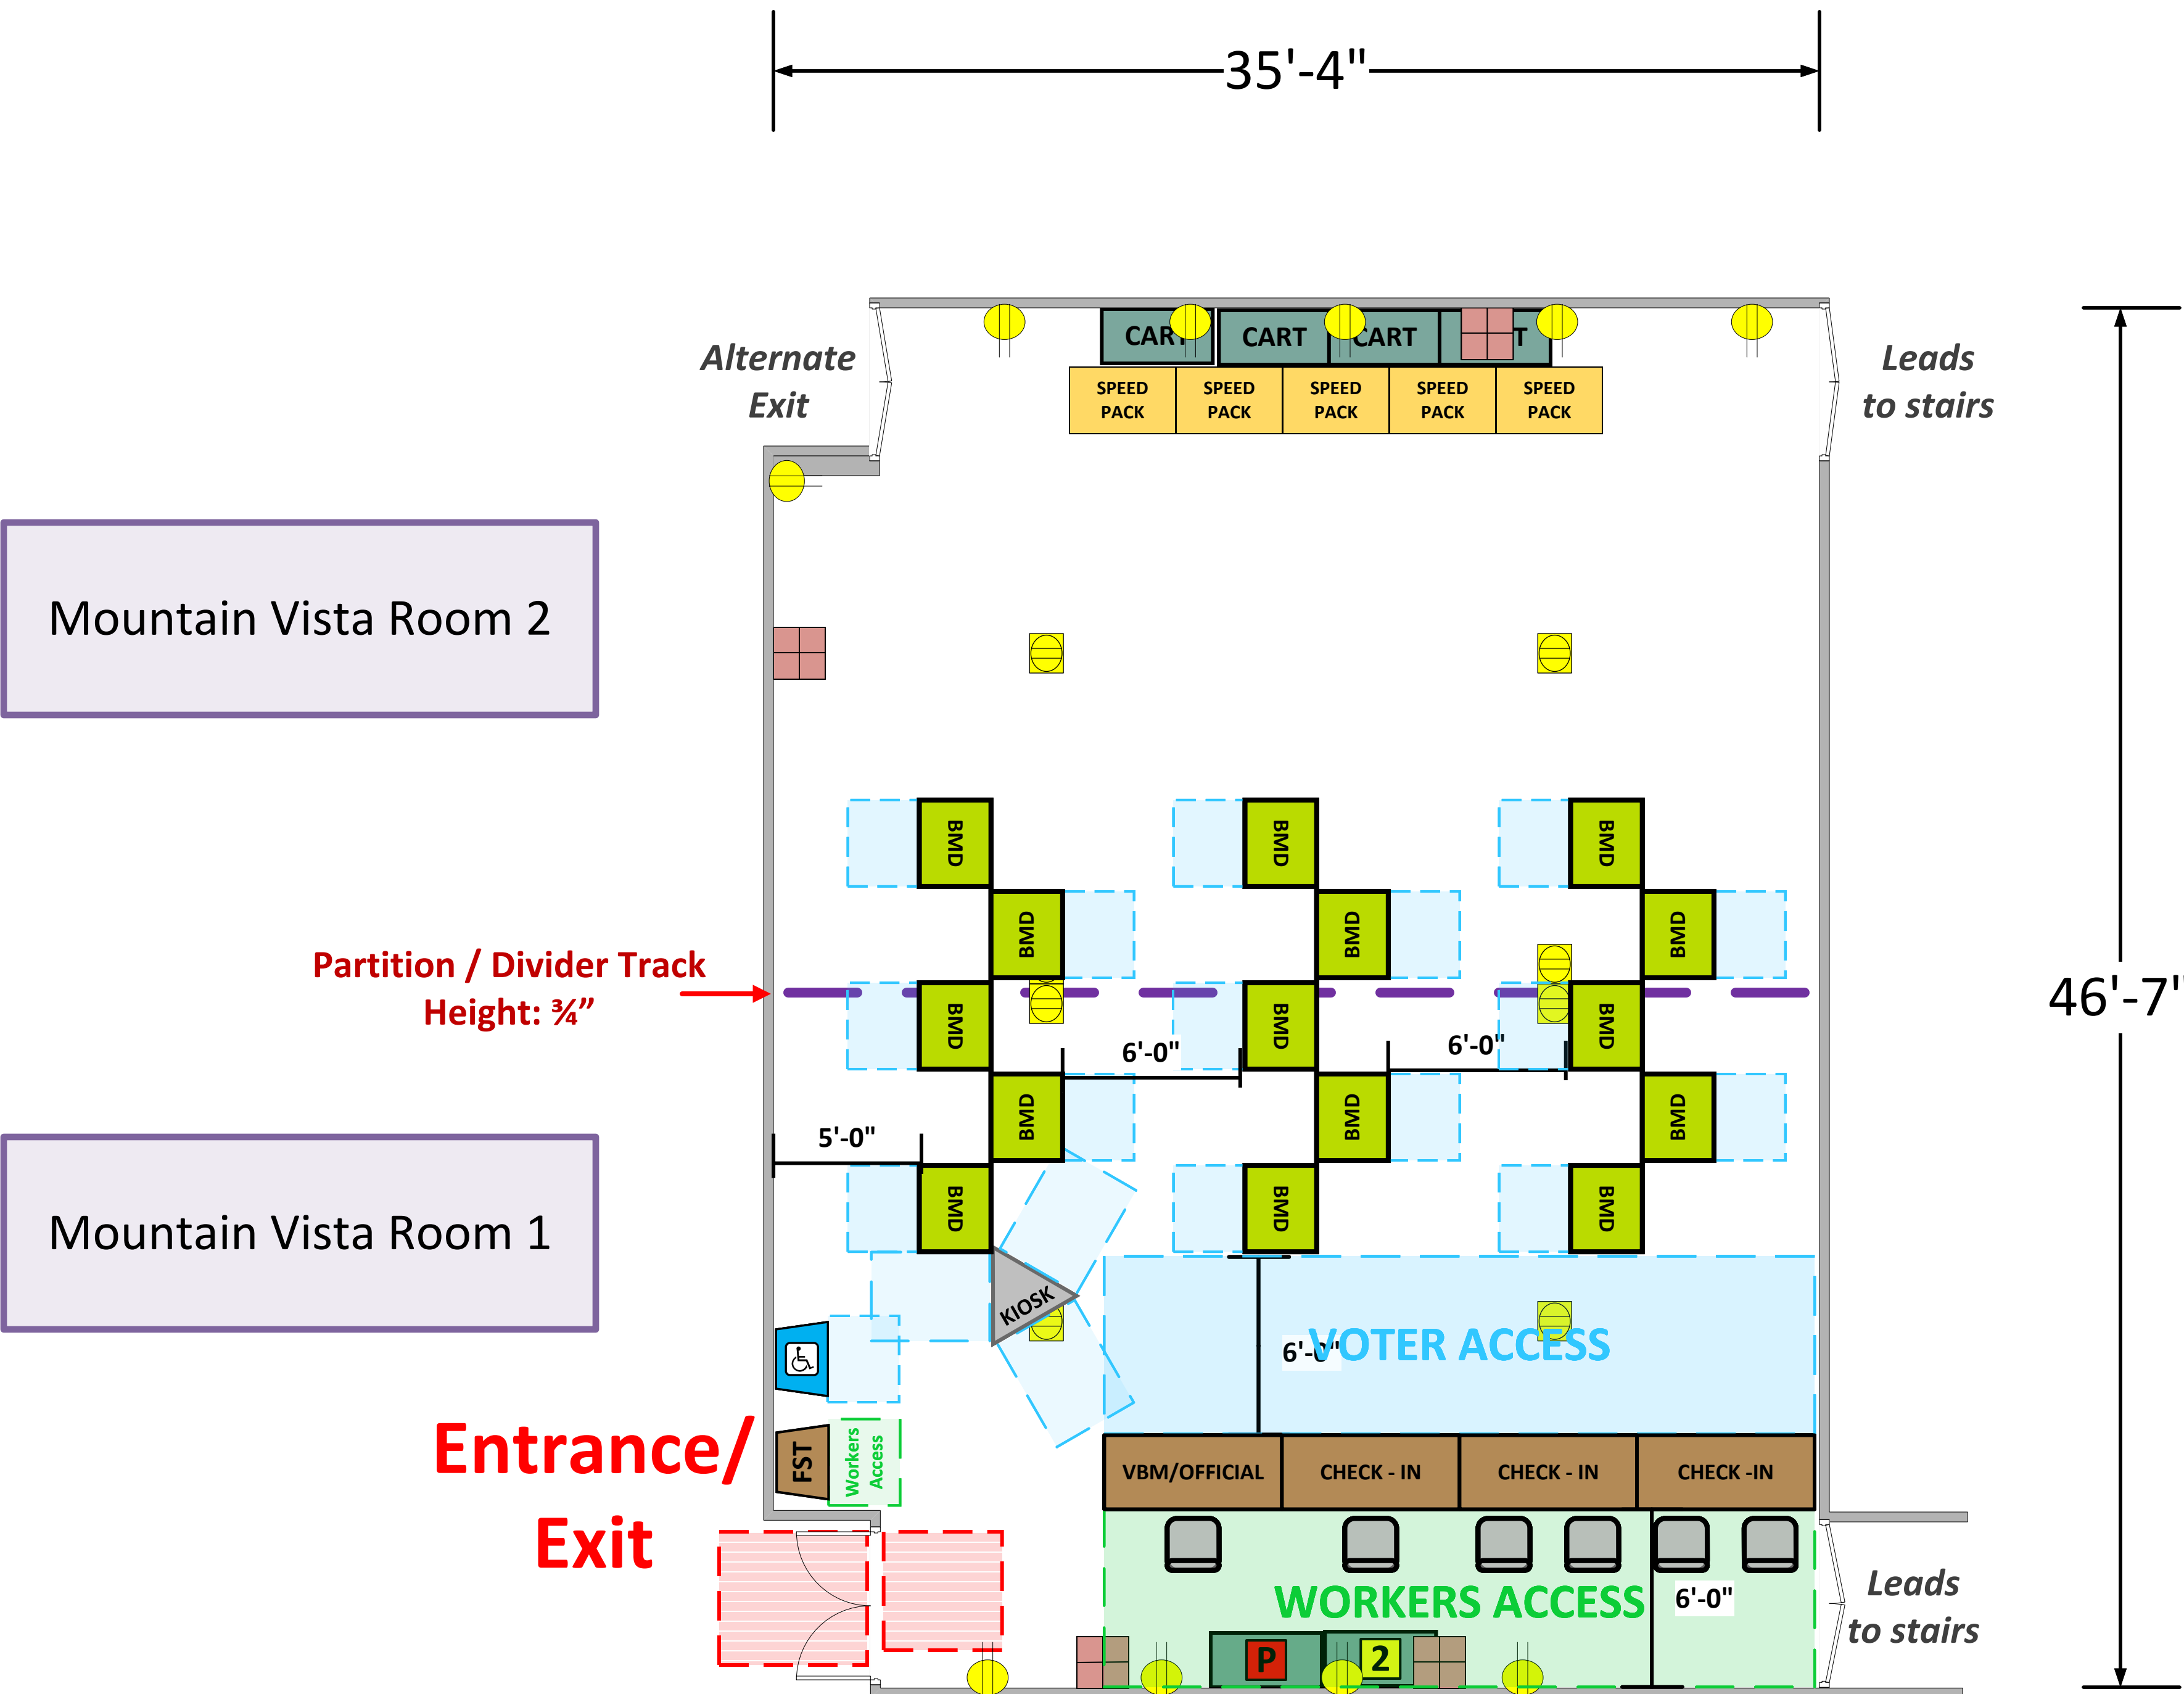 35'-4"
Alternate
Exit
CART
CART
CART
T
SPEED
PACK
SPEED
PACK
SPEED
PACK
SPEED
PACK
SPEED
PACK
Leads
to stairs
Mountain Vista Room 2
BMD
BMD
BMD
BMD
BMD
BMD
Partition / Divider Track
Height: ¾”
46'-7"
BMD
BMD
BMD
6'-0"
6'-0"
BMD
BMD
BMD
5'-0"
Mountain Vista Room 1
BMD
BMD
BMD
KIOSK
6'-0"
VOTER ACCESS
Entrance/
Exit
FST
Workers
Access
VBM/OFFICIAL
CHECK - IN
CHECK - IN
CHECK -IN
WORKERS ACCESS
6'-0"
P
2
Leads
to stairs